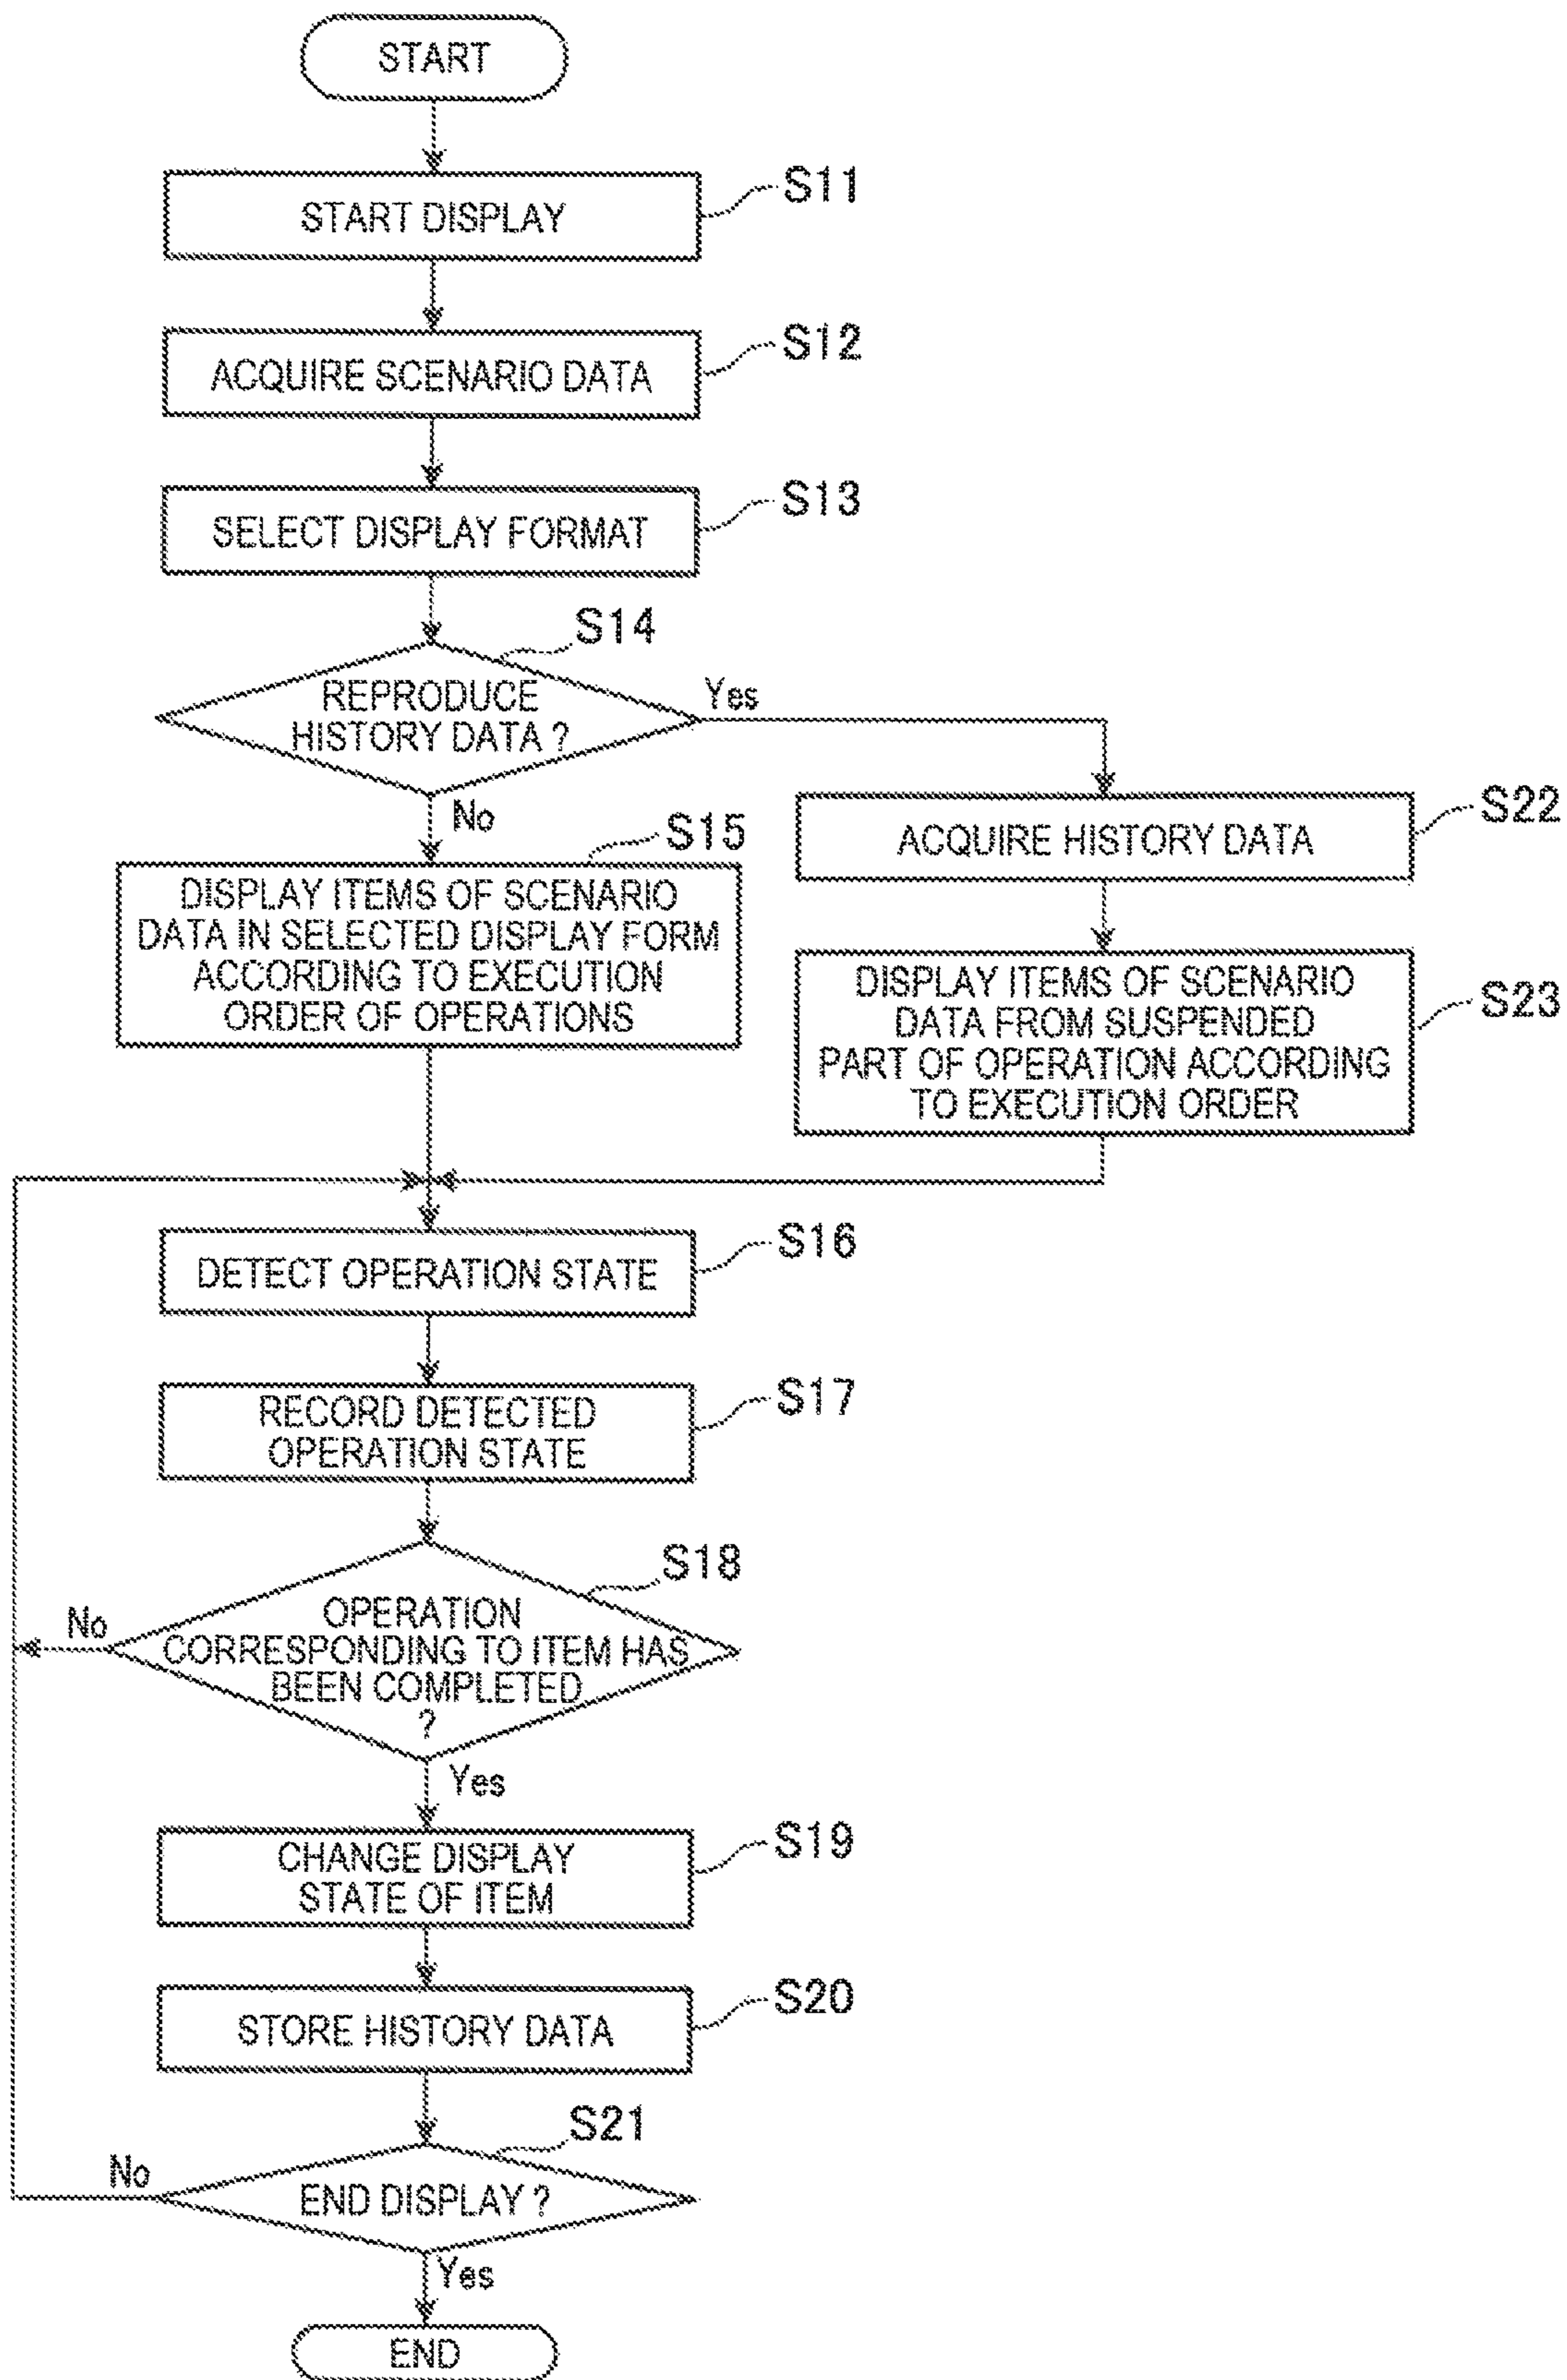 START
S11
START DISPLAY
S12
ACQUIRE SCENARIO DATA
S13
SELECT DISPLAY FORMAT
S14
REPRODUCE
HISTORY DATA ?
Yes
No
S22
ACQUIRE HISTORY DATA
S15
DISPLAY ITEMS OF SCENARIO
DATA IN SELECTED DISPLAY FORM
ACCORDING TO EXECUTION
ORDER OF OPERATIONS
S23
DISPLAY ITEMS OF SCENARIO
DATA FROM SUSPENDED
PART OF OPERATION ACCORDING
TO EXECUTION ORDER
S16
DETECT OPERATION STATE
S17
RECORD DETECTED
OPERATION STATE
S18
No
OPERATION
CORRESPONDING TO ITEM HAS
BEEN COMPLETED
?
Yes
S19
CHANGE DISPLAY
STATE OF ITEM
S20
STORE HISTORY DATA
S21
No
END DISPLAY ?
Yes
END